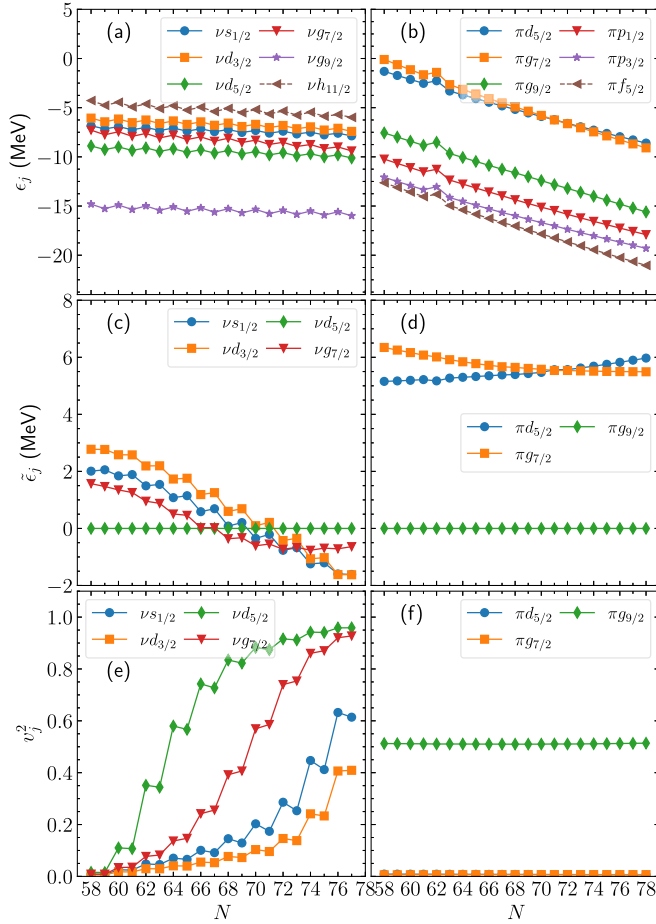 (a)
νs1/2
νd3/2
νd5/2
νg7/2
νg9/2
νh11/2
0
−5
−10
−15
−20
ϵj (MeV)
(b)
πd5/2
πg7/2
πg9/2
πp1/2
πp3/2
πf5/2
(c)
νs1/2
νd3/2
νd5/2
νg7/2
8
6
4
2
0
−2
ϵ̃j (MeV)
(d)
πd5/2
πg7/2
πg9/2
(e)
νs1/2
νd3/2
νd5/2
νg7/2
1.0
0.8
0.6
0.4
0.2
0.0
v²j
58 60 62 64 66 68 70 72 74 76 78
N
(f)
πd5/2
πg7/2
πg9/2
58 60 62 64 66 68 70 72 74 76 78
N